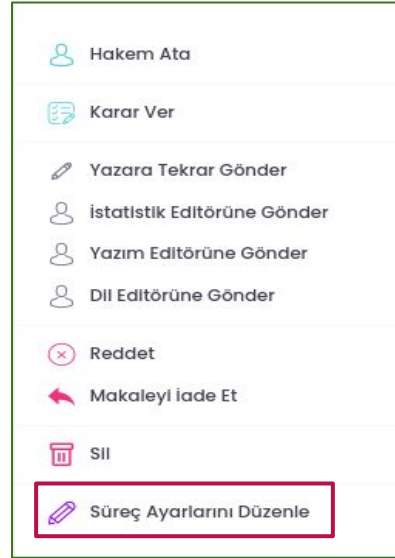 Hakem Ata
Karar Ver
Yazara Tekrar Gönder
İstatistik Editörüne Gönder
Yazım Editörüne Gönder
Dil Editörüne Gönder
Reddet
Makaleyi İade Et
Sil
Süreç Ayarlarını Düzenle